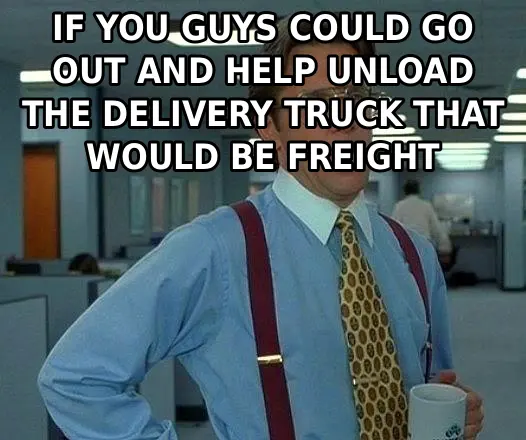 IF YOU GUYS COULD GO
OUT AND HELP UNLOAD
THE DELIVERY TRUCK THAT
WOULD BE FREIGHT